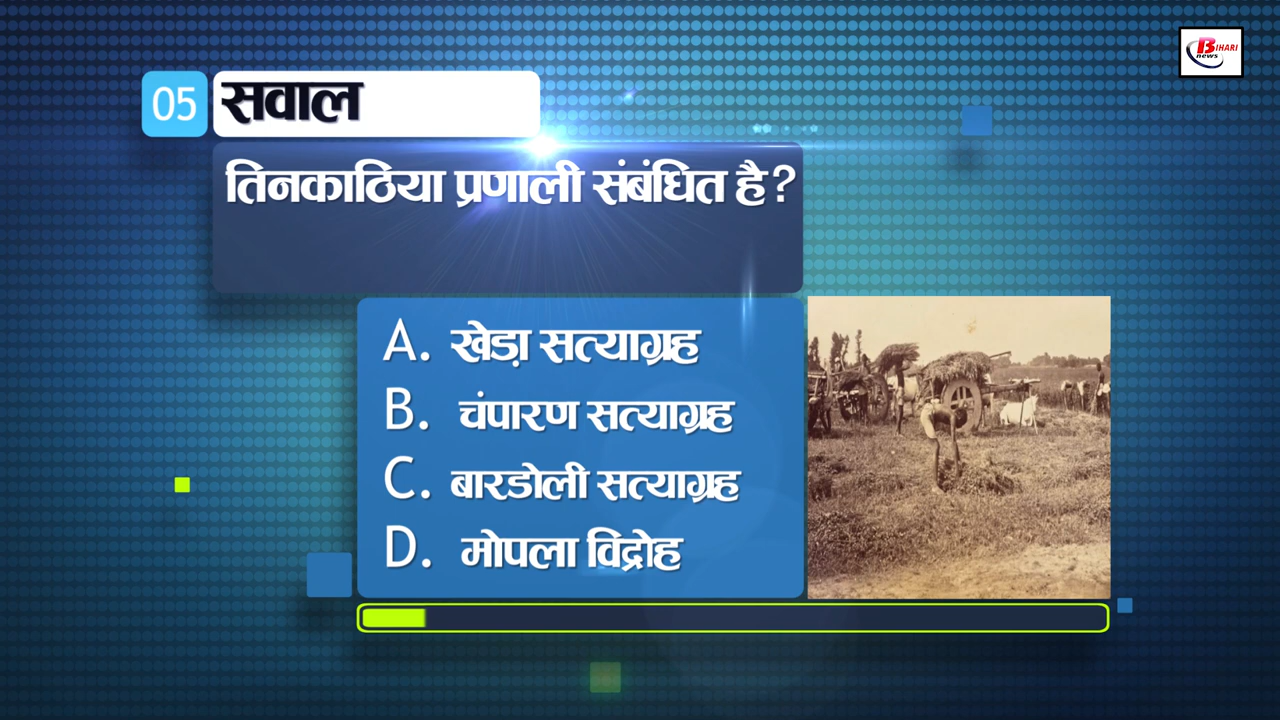 BIHARI
news
05 सवाल
तिनकाठिया प्रणाली संबंधित है?
A. खेड़ा सत्याग्रह
B. चंपारण सत्याग्रह
C. बारडोली सत्याग्रह
D. मोपला विद्रोह